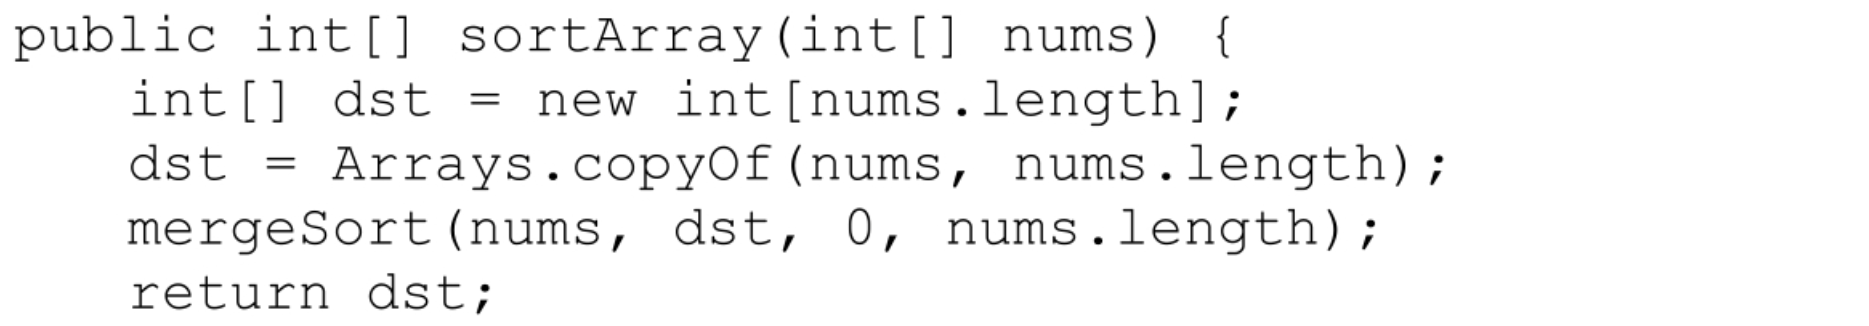 public int[] sortArray(int[] nums) {
    int[] dst = new int[nums.length];
    dst = Arrays.copyOf(nums, nums.length);
    mergeSort(nums, dst, 0, nums.length);
    return dst;